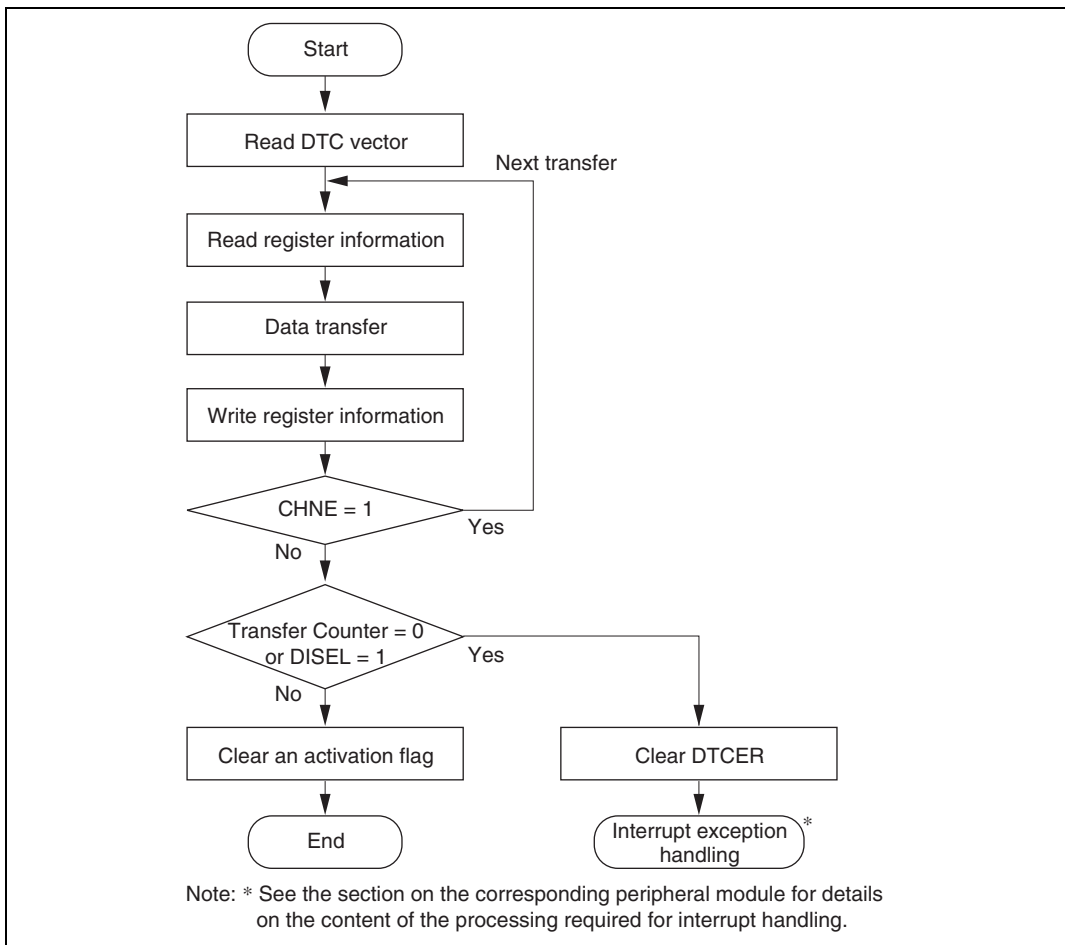 Start
Read DTC vector
Next transfer
Read register information
Data transfer
Write register information
CHNE = 1
Yes
No
Transfer Counter = 0
or DISEL = 1
Yes
No
Clear an activation flag
Clear DTCER
End
Interrupt exception *
handling
Note: * See the section on the corresponding peripheral module for details
on the content of the processing required for interrupt handling.